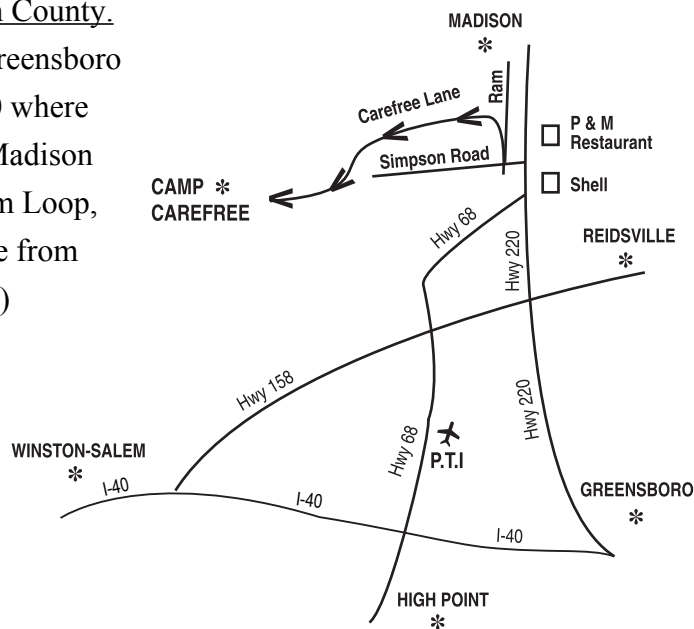 n County.
reensboro
where
Madison
m Loop,
e from
)
MADISON
Ram
Carefree Lane
P & M
Restaurant
Simpson Road
Shell
CAMP
CAREFREE
Hwy 68
REIDSVILLE
Hwy 220
Hwy 158
Hwy 220
Hwy 68
WINSTON-SALEM
P.T.I
I-40
I-40
GREENSBORO
I-40
HIGH POINT